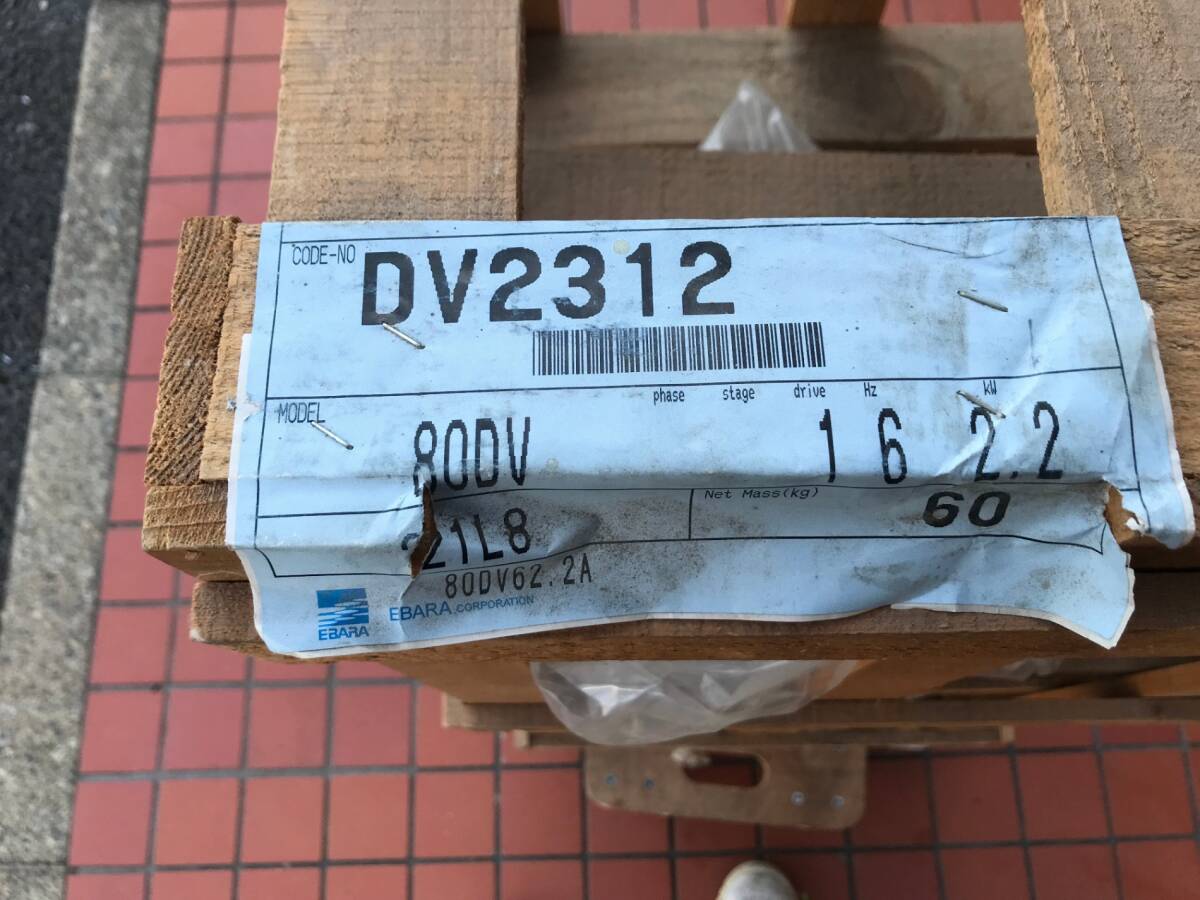 CODE-NO DV2312
phase stage drive Hz kW
MODEL 80DV 1 6 2.2
Net Mass(kg) 60
21L8
80DV62.2A
EBARA EBARA CORPORATION